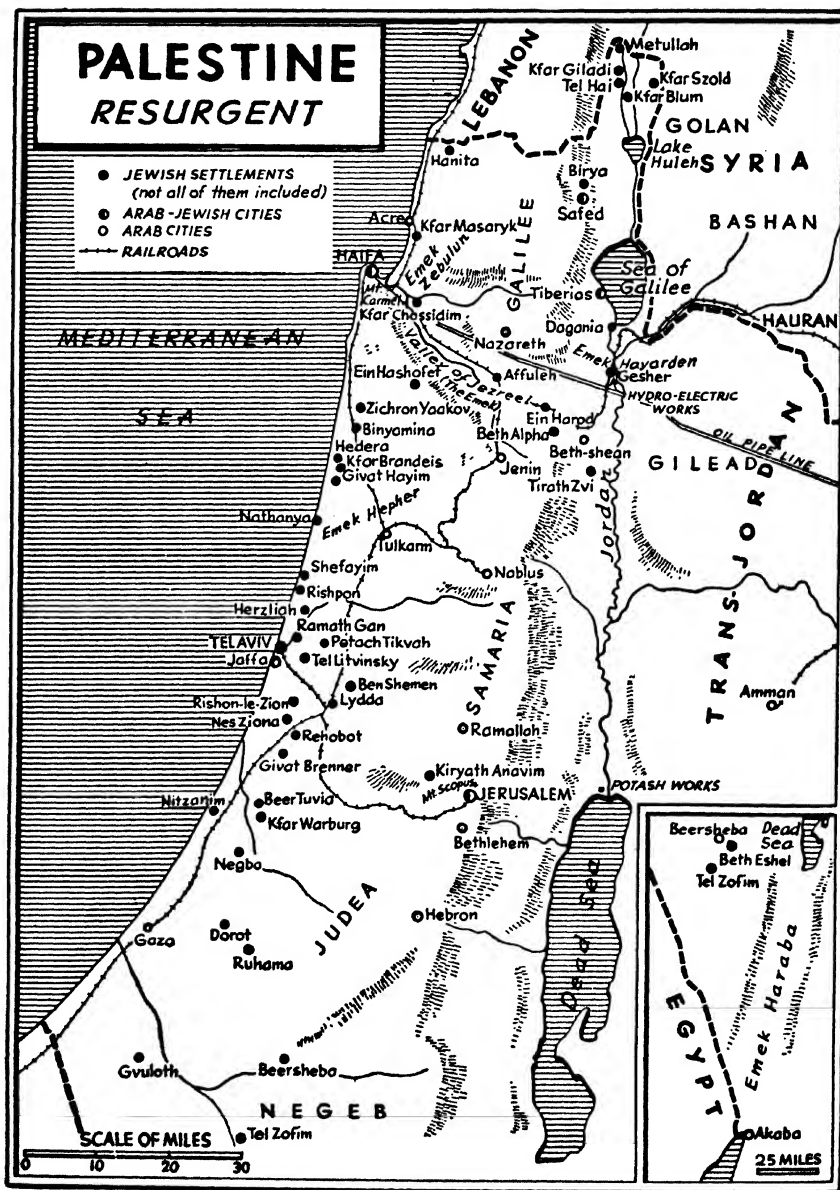 PALESTINE
RESURGENT
JEWISH SETTLEMENTS
(not all of them included)
ARAB-JEWISH CITIES
ARAB CITIES
RAILROADS
LEBANON
Metullah
Kfar Giladi
Tel Hai
Kfar Szold
Kfar Blum
GOLAN
Lake
Huleh
SYRIA
Hanita
Birya
Safed
BASHAN
Acre
Kfar Masaryk
Emek
Zebulun
GALILEE
HAIFA
Mt.
Karmel
Kfar Chassidim
Sea of
Galilee
Tiberias
Dagania
HAURAN
MEDITERRANEAN
SEA
Nazareth
Valley of Jezreel
(The Emek)
Emek Hayarden
Gesher
Ein Hashofet
Affuleh
HYDRO-ELECTRIC
WORKS
Zichron Yaakov
Ein Harod
Binyamina
Beth Alpha
Beth-shean
OIL PIPE LINE
Hedera
Kfar Brandeis
Givat Hayim
Jenin
Tirath Zvi
GILEAD
TRANS-JORDAN
Jordan
Nathanya
Emek Hepher
Tulkarm
Shefayim
Nablus
Rishpon
Herzliah
Ramath Gan
TELAVIV
Petach Tikvah
Jaffa
Tel Litvinsky
SAMARIA
Ben Shemen
Rishon-le-Zion
Lydda
Amman
Nes Ziona
Ramallah
Rehobot
Givat Brenner
Kiryath Anavim
Mt. Scopus
JERUSALEM
POTASH WORKS
Nitzanim
Beer Tuvia
Kfar Warburg
Bethlehem
Negba
JUDEA
Dead Sea
Hebron
Gaza
Dorot
Ruhama
Gvuloth
Beersheba
NEGEB
Tel Zofim
SCALE OF MILES
0 10 20 30
Beersheba
Dead
Sea
Beth Eshel
Tel Zofim
Emek Haraba
EGYPT
Akaba
25 MILES